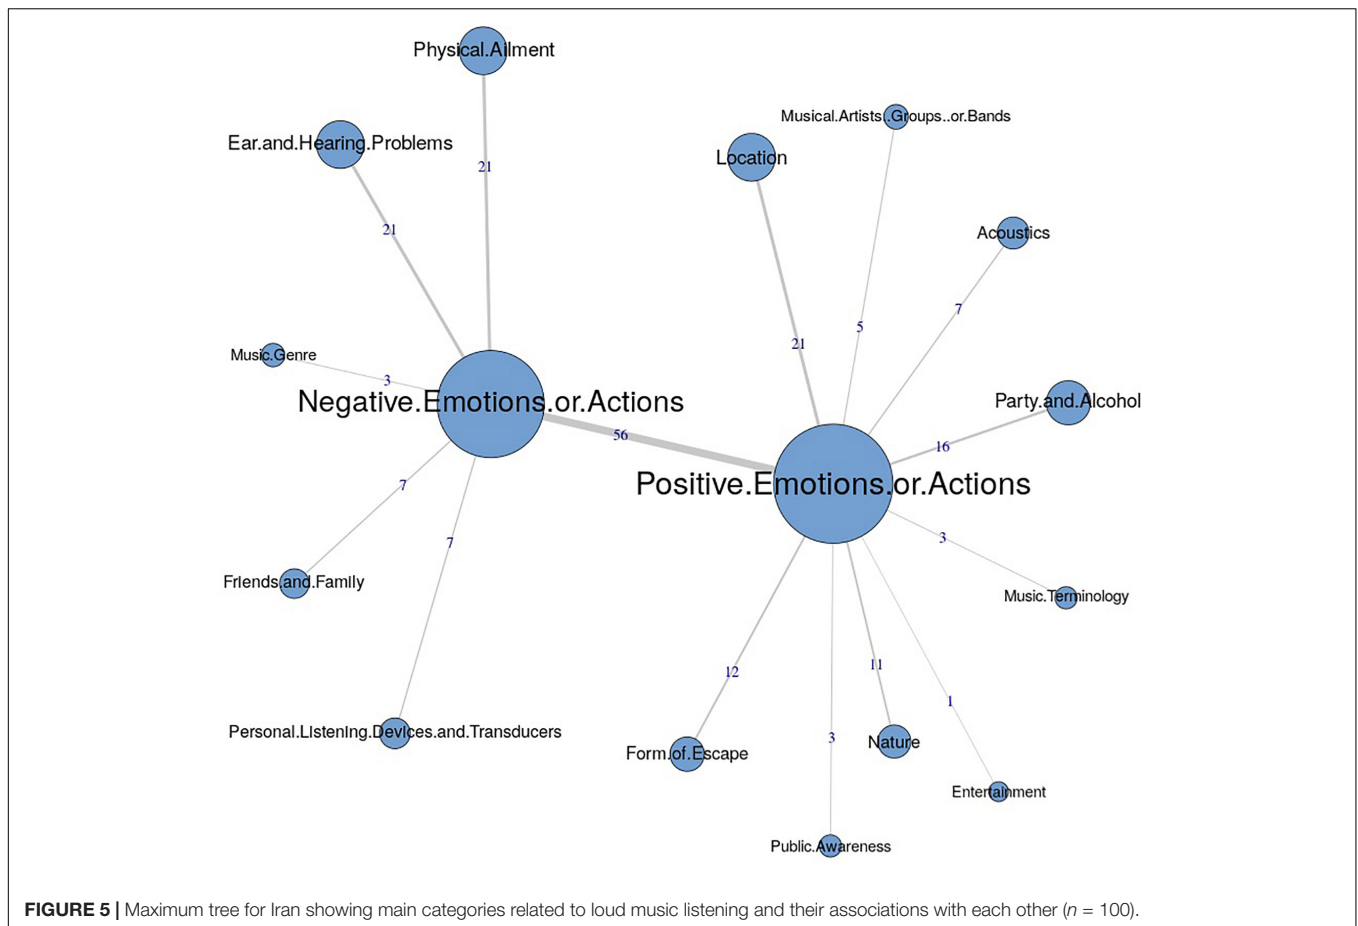 Physical.Ailment
Musical.Artists..Groups..or.Bands
Ear.and.Hearing.Problems
Location
21
21
Acoustics
7
5
21
Music.Genre
3
Negative.Emotions.or.Actions
Party.and.Alcohol
56
16
Positive.Emotions.or.Actions
7
7
3
Friends.and.Family
Music.Terminology
12
11
1
Personal.Listening.Devices.and.Transducers
3
Nature
Form.of.Escape
Entertainment
Public.Awareness
FIGURE 5 | Maximum tree for Iran showing main categories related to loud music listening and their associations with each other (n = 100).